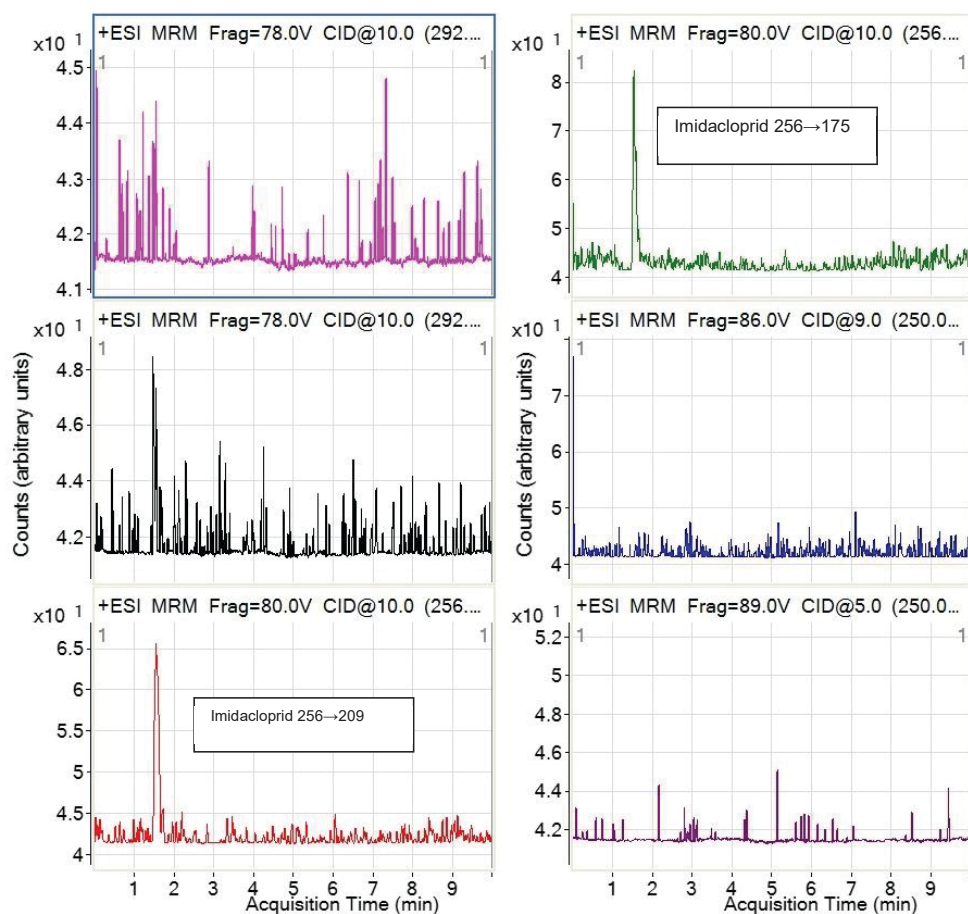 +ESI MRM Frag=78.0V CID@10.0 (292....
x10 1
1 1
4.5
4.4
4.3
4.2
4.1
+ESI MRM Frag=80.0V CID@10.0 (256....
x10 1
1 1
8
7
6
5
4
Imidacloprid 256→175
+ESI MRM Frag=78.0V CID@10.0 (292....
x10 1
1 1
4.8
4.6
4.4
4.2
Counts (arbitrary units)
+ESI MRM Frag=86.0V CID@9.0 (250.0...
x10 1
1 1
7
6
5
4
Counts (arbitrary units)
+ESI MRM Frag=80.0V CID@10.0 (256....
x10 1
1 1
6.5
6
5.5
5
4.5
4
Imidacloprid 256→209
1 2 3 4 5 6 7 8 9
Acquisition Time (min)
+ESI MRM Frag=89.0V CID@5.0 (250.0...
x10 1
1 1
5.2
5
4.8
4.6
4.4
4.2
1 2 3 4 5 6 7 8 9
Acquisition Time (min)